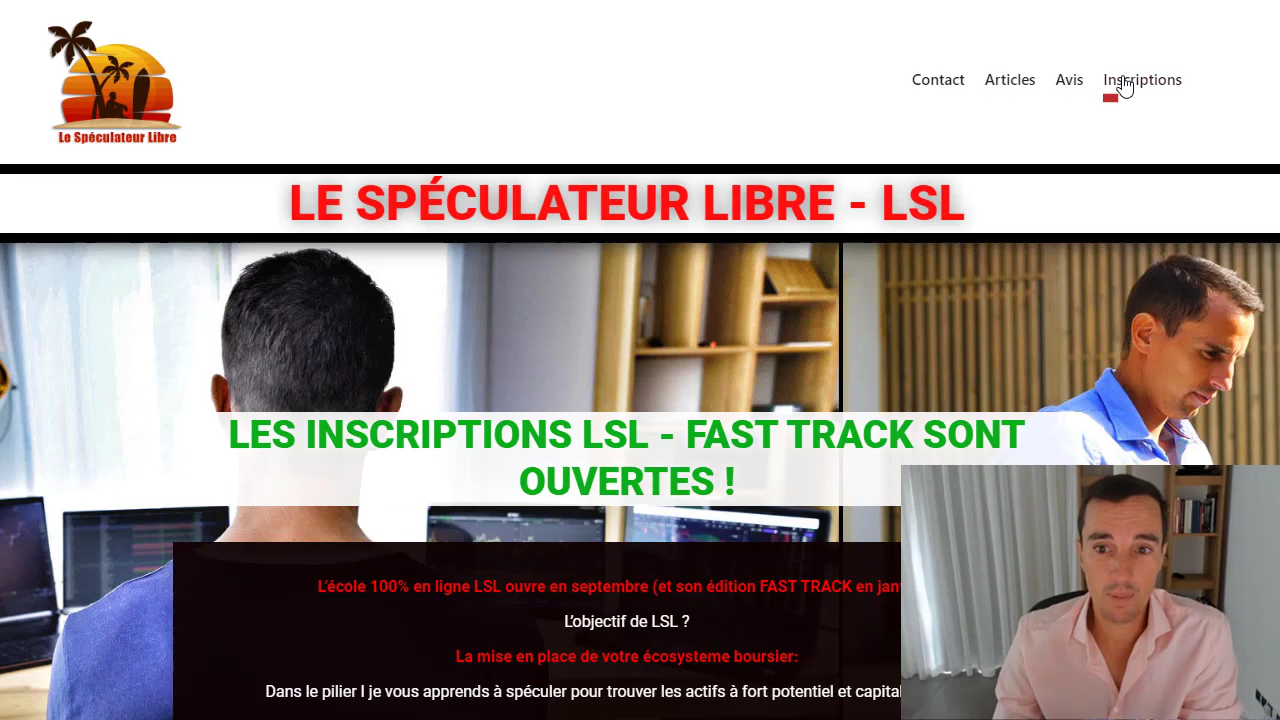 Le Spéculateur Libre
Contact Articles Avis Inscriptions
LE SPÉCULATEUR LIBRE - LSL
LES INSCRIPTIONS LSL - FAST TRACK SONT
OUVERTES !
L'école 100% en ligne LSL ouvre en septembre (et son édition FAST TRACK en
L'objectif de LSL ?
La mise en place de votre écosysteme boursier:
Dans le pilier I je vous apprends à spéculer pour trouver les actifs à fort potentiel et